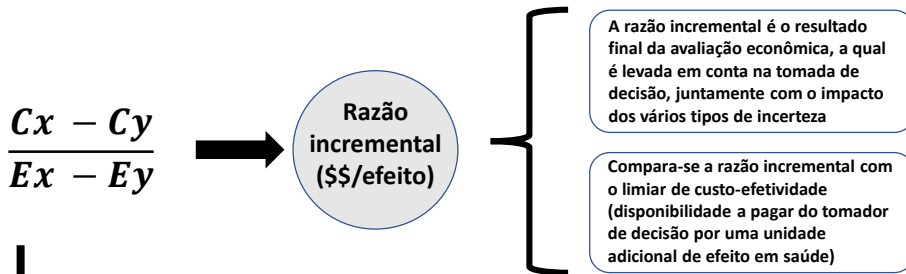 Cx − Cy
Ex − Ey
Razão
incremental
($$/efeito)
A razão incremental é o resultado
final da avaliação econômica, a qual
é levada em conta na tomada de
decisão, juntamente com o impacto
dos vários tipos de incerteza
Compara-se a razão incremental com
o limiar de custo-efetividade
(disponibilidade a pagar do tomador
de decisão por uma unidade
adicional de efeito em saúde)